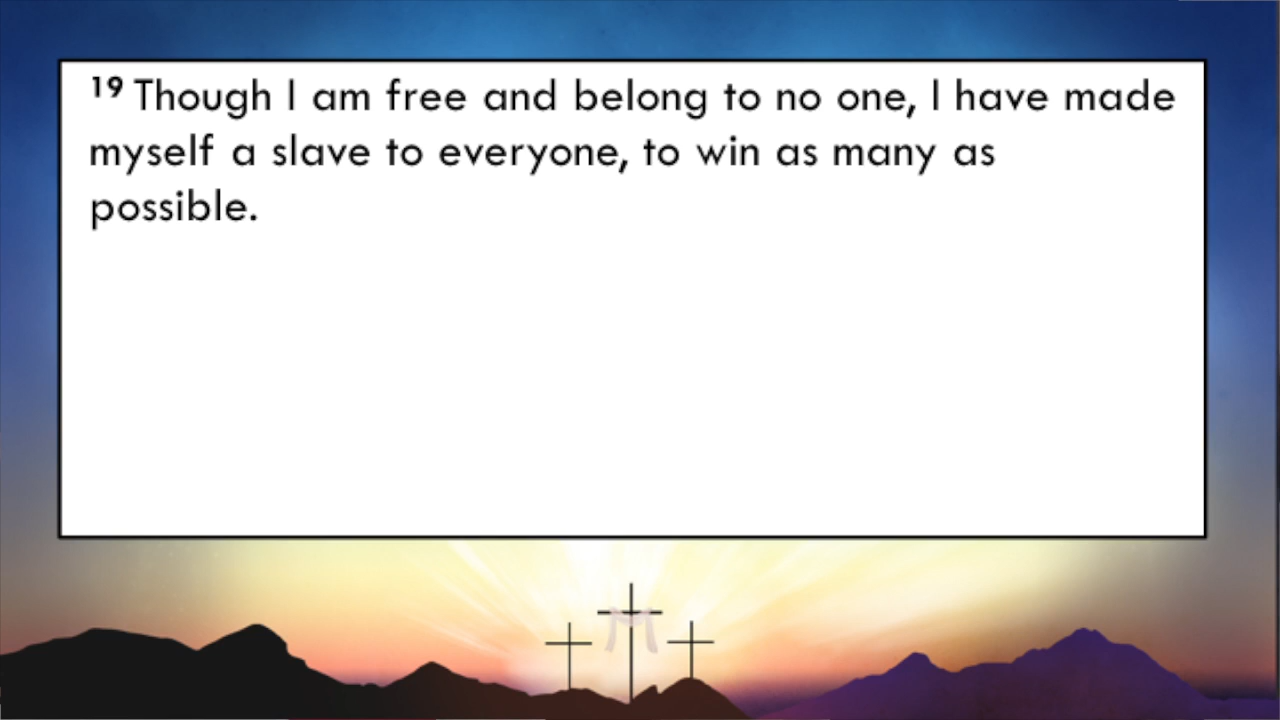 ¹⁹ Though I am free and belong to no one, I have made
myself a slave to everyone, to win as many as
possible.